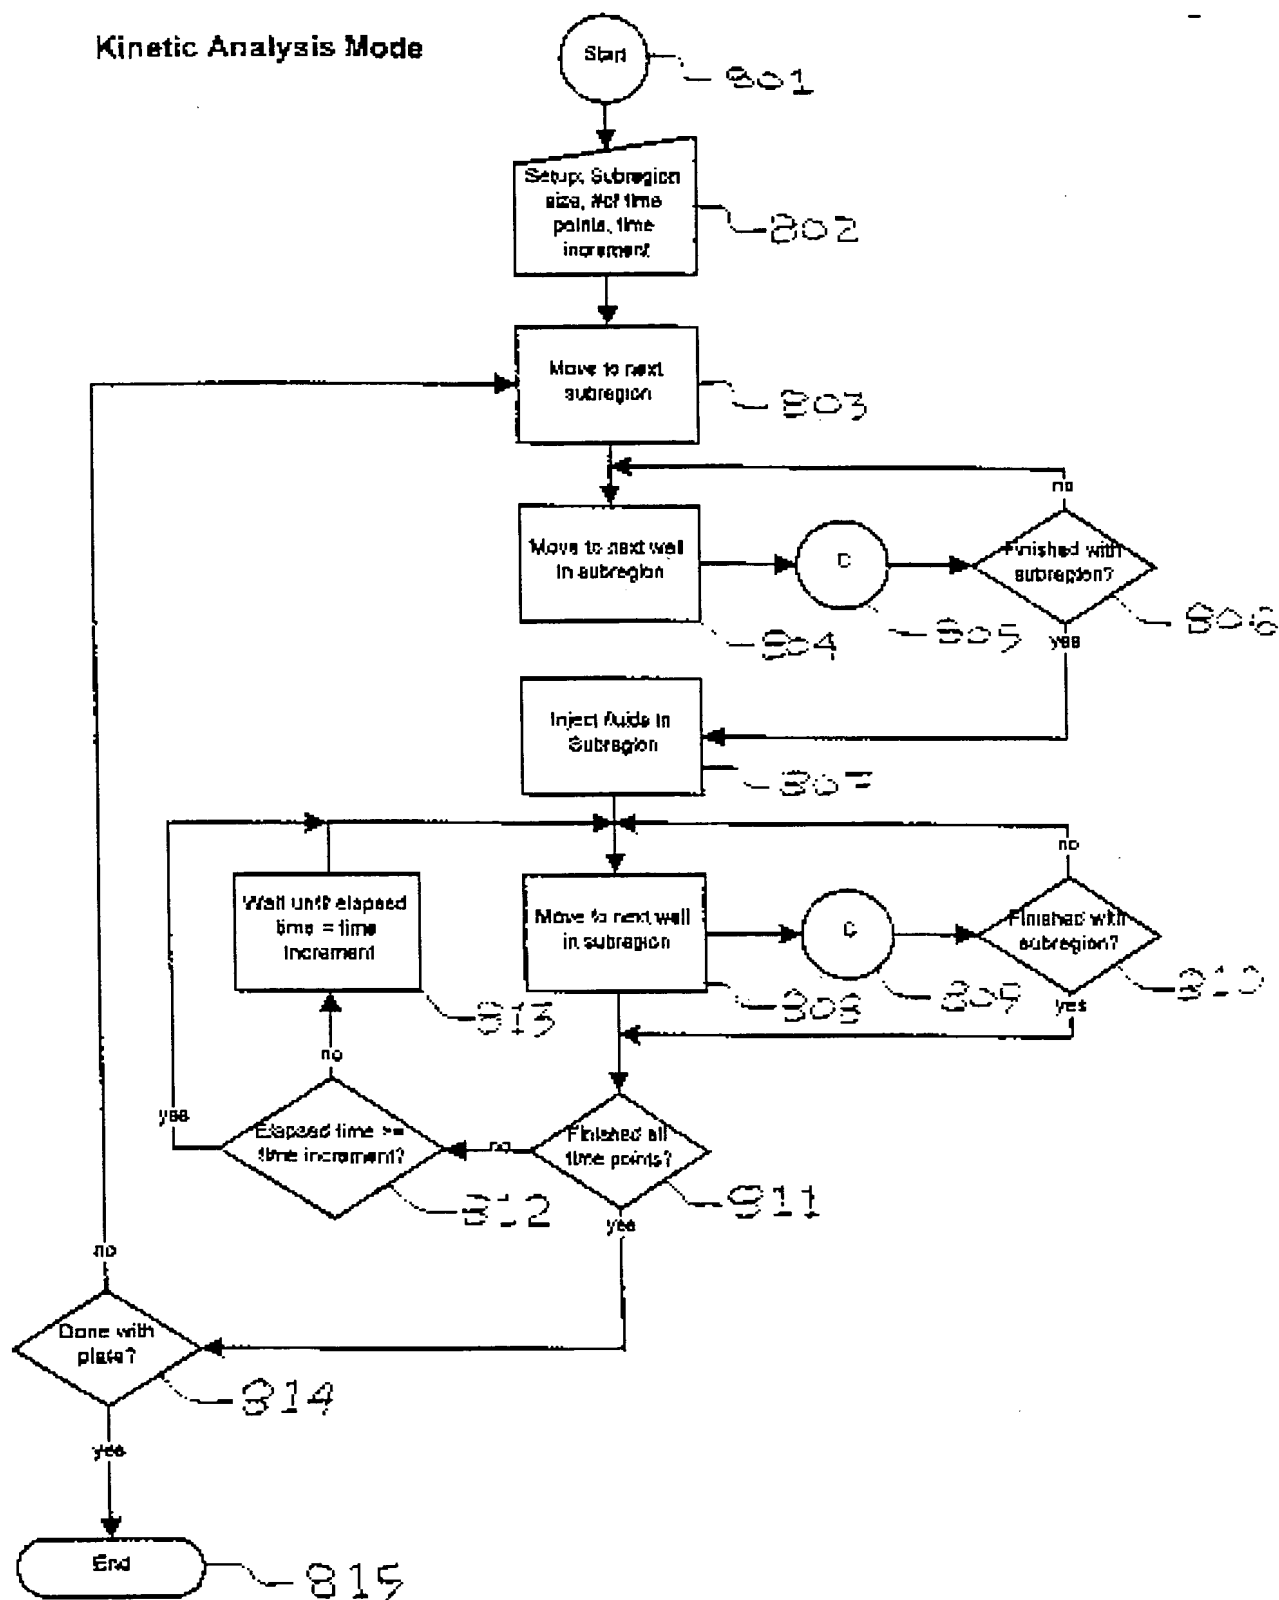 Kinetic Analysis Mode
Start
801
Setup: Subregion
size, #of time
points, time
increment
802
Move to next
subregion
803
no
Move to next well
in subregion
804
C
805
Finished with
subregion?
806
yes
Inject fluids in
Subregion
807
no
Wait until elapsed
time = time
increment
813
Move to next well
in subregion
808
C
809
Finished with
subregion?
810
yes
no
yes
Elapsed time >=
time increment?
812
no
Finished all
time points?
811
yes
no
Done with
plate?
814
yes
End
815